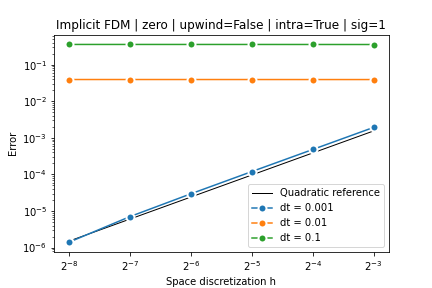 Implicit FDM | zero | upwind=False | intra=True | sig=1
Error
10⁻¹
10⁻²
10⁻³
10⁻⁴
10⁻⁵
10⁻⁶
Quadratic reference
dt = 0.001
dt = 0.01
dt = 0.1
2⁻⁸ 2⁻⁷ 2⁻⁶ 2⁻⁵ 2⁻⁴ 2⁻³
Space discretization h